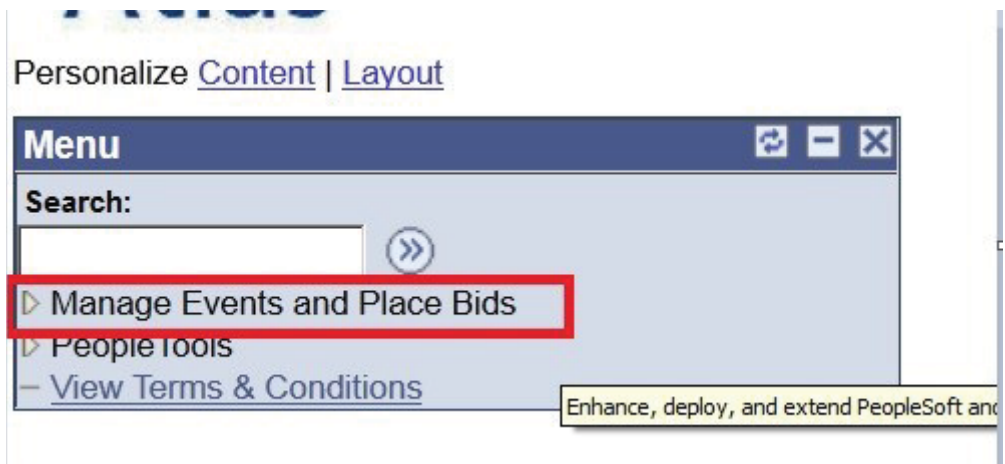 Personalize Content | Layout
Menu
Search:
Manage Events and Place Bids
PeopleTools
View Terms & Conditions
Enhance, deploy, and extend PeopleSoft and